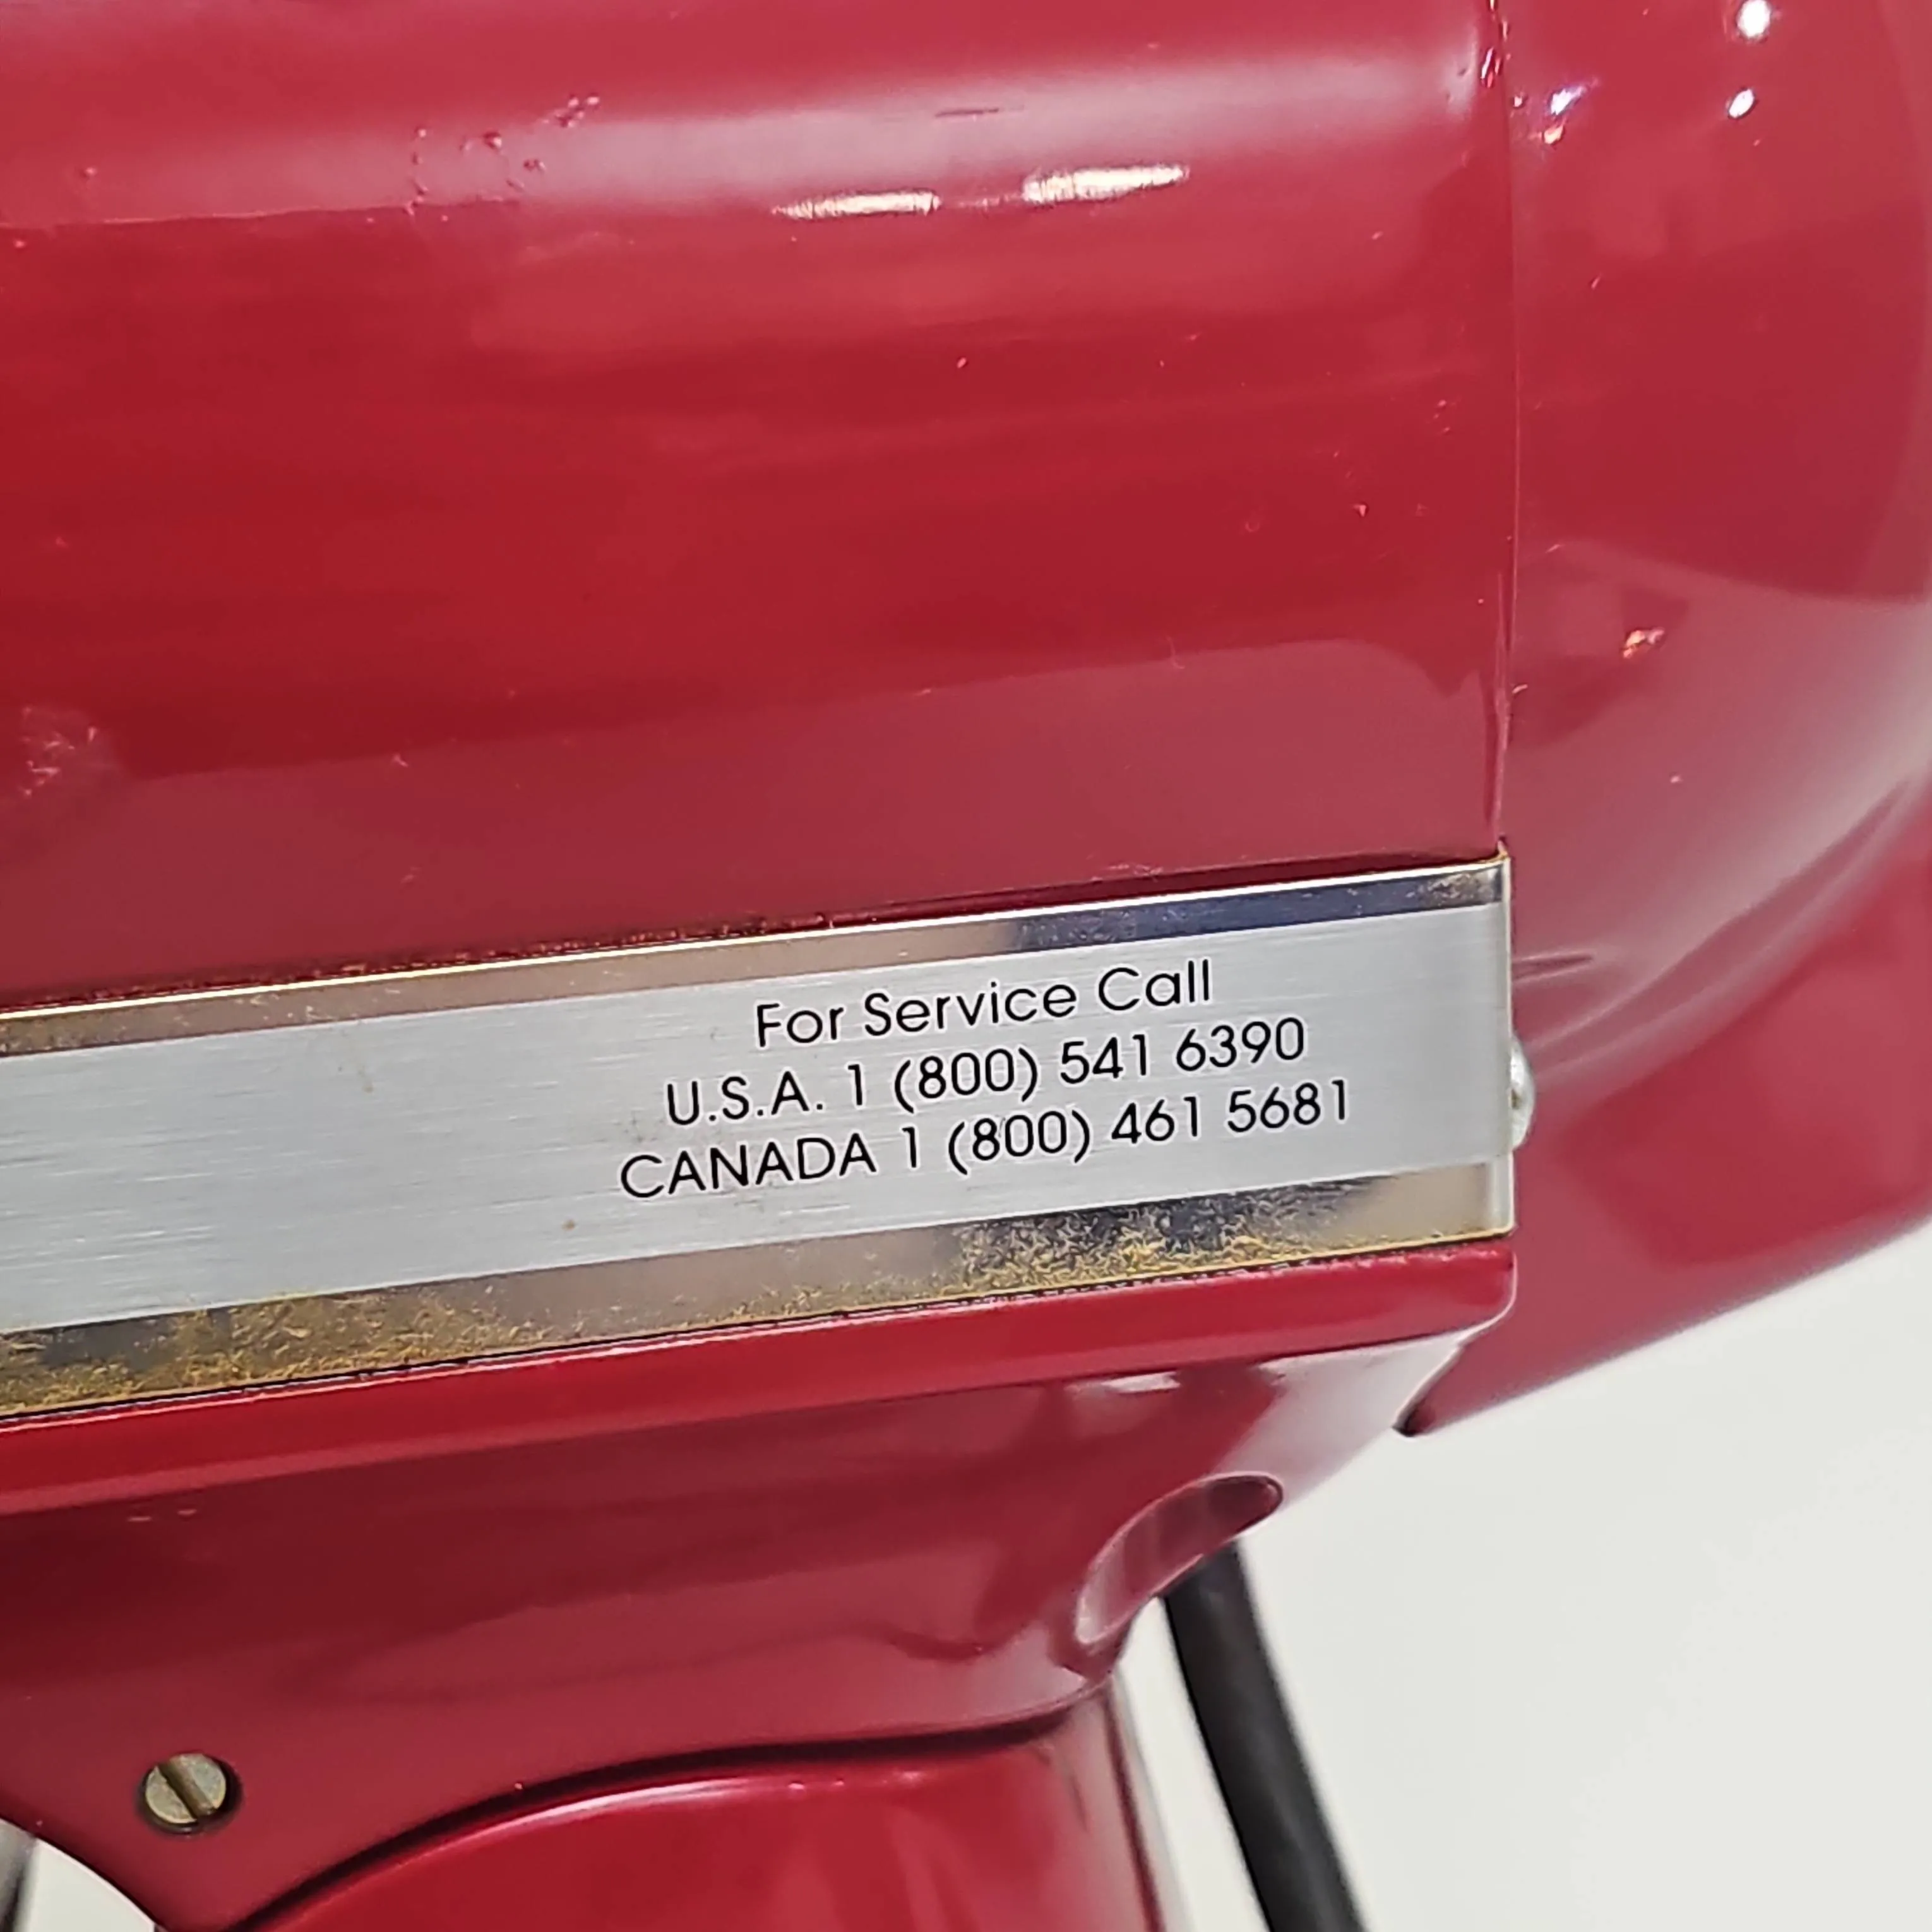 For Service Call
U.S.A. 1 (800) 541 6390
CANADA 1 (800) 461 5681